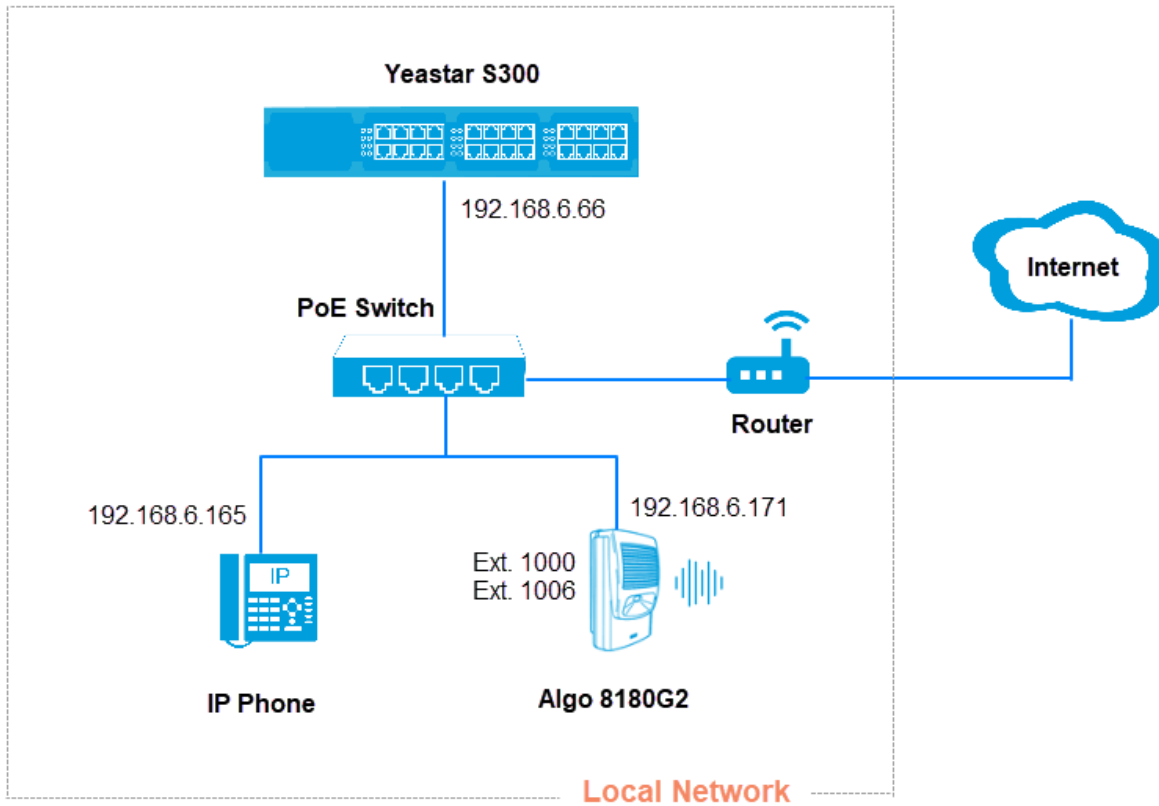 Yeastar S300
192.168.6.66
PoE Switch
Internet
Router
192.168.6.165
192.168.6.171
Ext. 1000
Ext. 1006
IP
IP Phone
Algo 8180G2
Local Network